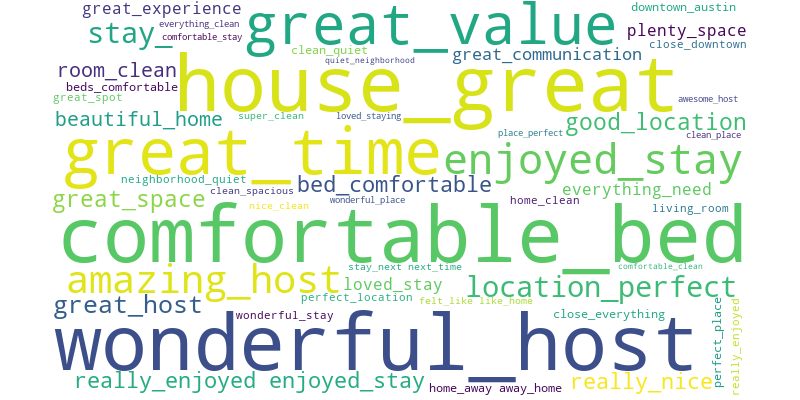 great_experience
everything_clean
stay_
comfortable_stay
great_value
downtown_austin
plenty_space
close_downtown
clean_quiet
great_communication
quiet_neighborhood
room_clean
beds_comfortable
great_spot
house_great
awesome_host
beautiful_home
super_clean
loved_staying
good_location
place_perfect
clean_place
great_time
enjoyed_stay
neighborhood_quiet
clean_spacious
bed_comfortable
everything_need
great_space
nice_clean
wonderful_place
home_clean
living_room
comfortable_bed
amazing_host
stay_next next_time
comfortable_clean
loved_stay
location_perfect
great_host
perfect_location
felt_like like_home
wonderful_stay
close_everything
wonderful_host
perfect_place
really_enjoyed
really_enjoyed enjoyed_stay
home_away away_home
really_nice